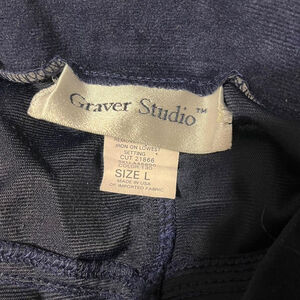 Graver Studio™
IRON ON LOWEST
SETTING
CUT 21866
SIZE L
MADE IN USA
OF IMPORTED FABRIC